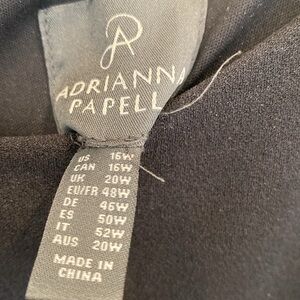 ADRIANNA
PAPELL
US 16W
CAN 16W
UK 20W
EU/FR 48W
DE 46W
ES 50W
IT 52W
AUS 20W
MADE IN
CHINA